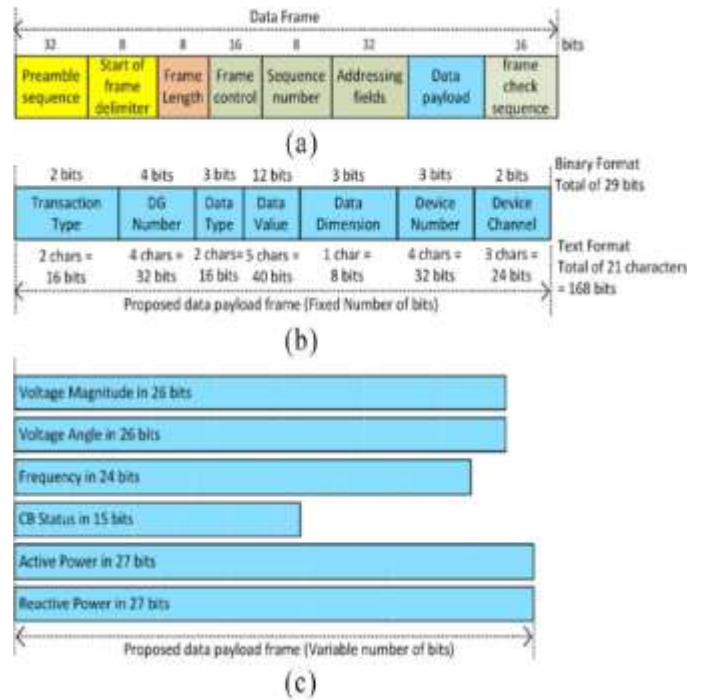 Data Frame
32 8 8 16 8 32 16 bits
Preamble sequence
Start of frame delimiter
Frame Length
Frame control
Sequence number
Addressing fields
Data payload
frame check sequence
(a)
2 bits 4 bits 3 bits 12 bits 3 bits 3 bits 2 bits
Binary Format
Total of 29 bits
Transaction Type
DG Number
Data Type
Data Value
Data Dimension
Device Number
Device Channel
2 chars = 16 bits
4 chars = 32 bits
2 chars= 16 bits
5 chars = 40 bits
1 char = 8 bits
4 chars = 32 bits
3 chars = 24 bits
Text Format
Total of 21 characters
= 168 bits
Proposed data payload frame (Fixed Number of bits)
(b)
Voltage Magnitude in 26 bits
Voltage Angle in 26 bits
Frequency in 24 bits
CB Status in 15 bits
Active Power in 27 bits
Reactive Power in 27 bits
Proposed data payload frame (Variable number of bits)
(c)